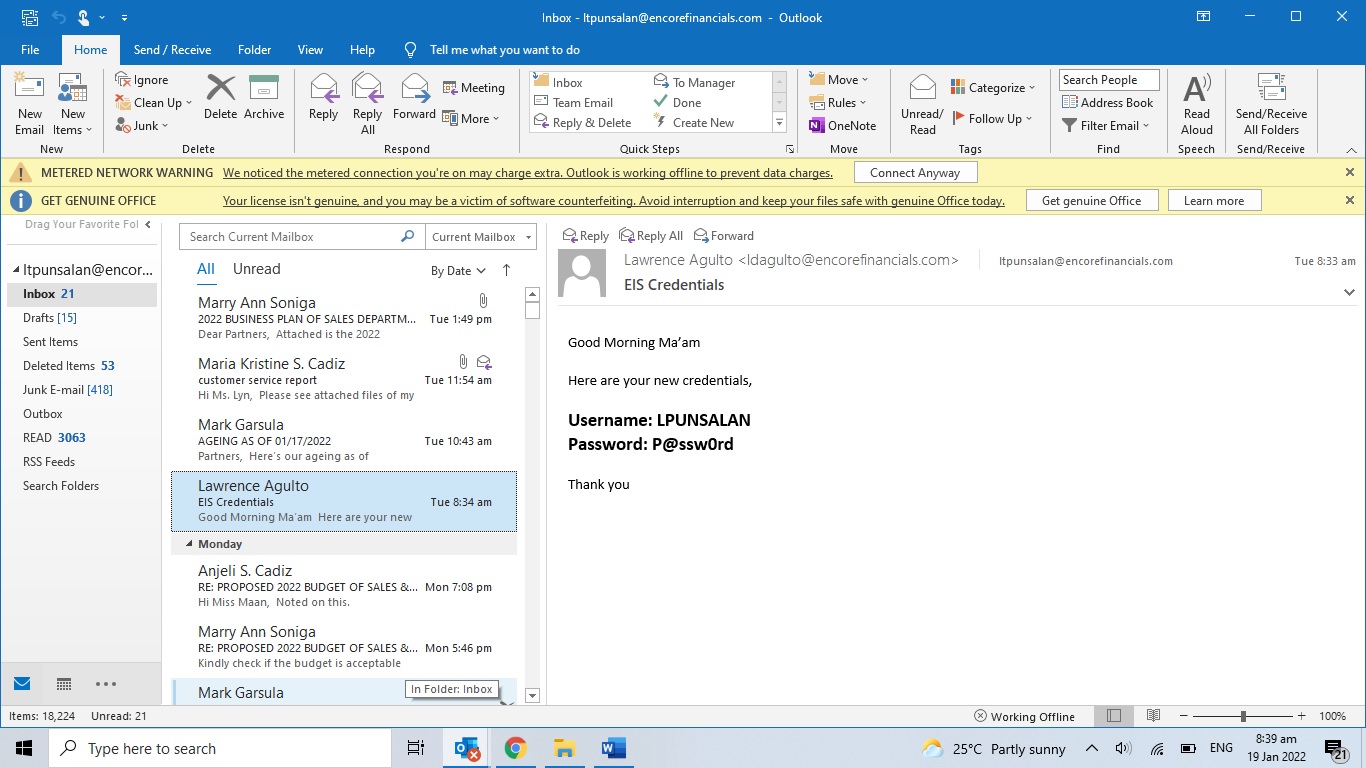 Inbox - ltpunsalan@encorefinancials.com - Outlook
File Home Send / Receive Folder View Help Tell me what you want to do
New Email
New Items
New
Ignore
Clean Up
Junk
Delete
Archive
Delete
Reply
Reply All
Forward
Meeting
More
Respond
Inbox
Team Email
Reply & Delete
To Manager
Done
Create New
Quick Steps
Move
Rules
OneNote
Move
Unread/ Read
Categorize
Follow Up
Tags
Search People
Address Book
Filter Email
Find
Read Aloud
Speech
Send/Receive All Folders
Send/Receive
METERED NETWORK WARNING We noticed the metered connection you're on may charge extra. Outlook is working offline to prevent data charges. Connect Anyway
GET GENUINE OFFICE Your license isn't genuine, and you may be a victim of software counterfeiting. Avoid interruption and keep your files safe with genuine Office today. Get genuine Office Learn more
Drag Your Favorite Fol
ltpunsalan@encor...
Inbox 21
Drafts [15]
Sent Items
Deleted Items 53
Junk E-mail [418]
Outbox
READ 3063
RSS Feeds
Search Folders
Search Current Mailbox Current Mailbox
All Unread By Date
Marry Ann Soniga
2022 BUSINESS PLAN OF SALES DEPARTM... Tue 1:49 pm
Dear Partners, Attached is the 2022
Maria Kristine S. Cadiz
customer service report Tue 11:54 am
Hi Ms. Lyn, Please see attached files of my
Mark Garsula
AGEING AS OF 01/17/2022 Tue 10:43 am
Partners, Here's our ageing as of
Lawrence Agulto
EIS Credentials Tue 8:34 am
Good Morning Ma'am Here are your new
Monday
Anjeli S. Cadiz
RE: PROPOSED 2022 BUDGET OF SALES &... Mon 7:08 pm
Hi Miss Maan, Noted on this.
Marry Ann Soniga
RE: PROPOSED 2022 BUDGET OF SALES &... Mon 5:46 pm
Kindly check if the budget is acceptable
Mark Garsula
In Folder: Inbox
Reply Reply All Forward
Lawrence Agulto <ldagulto@encorefinancials.com> ltpunsalan@encorefinancials.com Tue 8:33 am
EIS Credentials
Good Morning Ma’am
Here are your new credentials,
Username: LPUNSALAN
Password: P@ssw0rd
Thank you
Items: 18,224 Unread: 21 Working Offline 100%
Type here to search 25°C Partly sunny ENG 8:39 am
19 Jan 2022 21